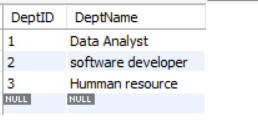 DeptID DeptName
1 Data Analyst
2 software developer
3 Humman resource
NULL NULL